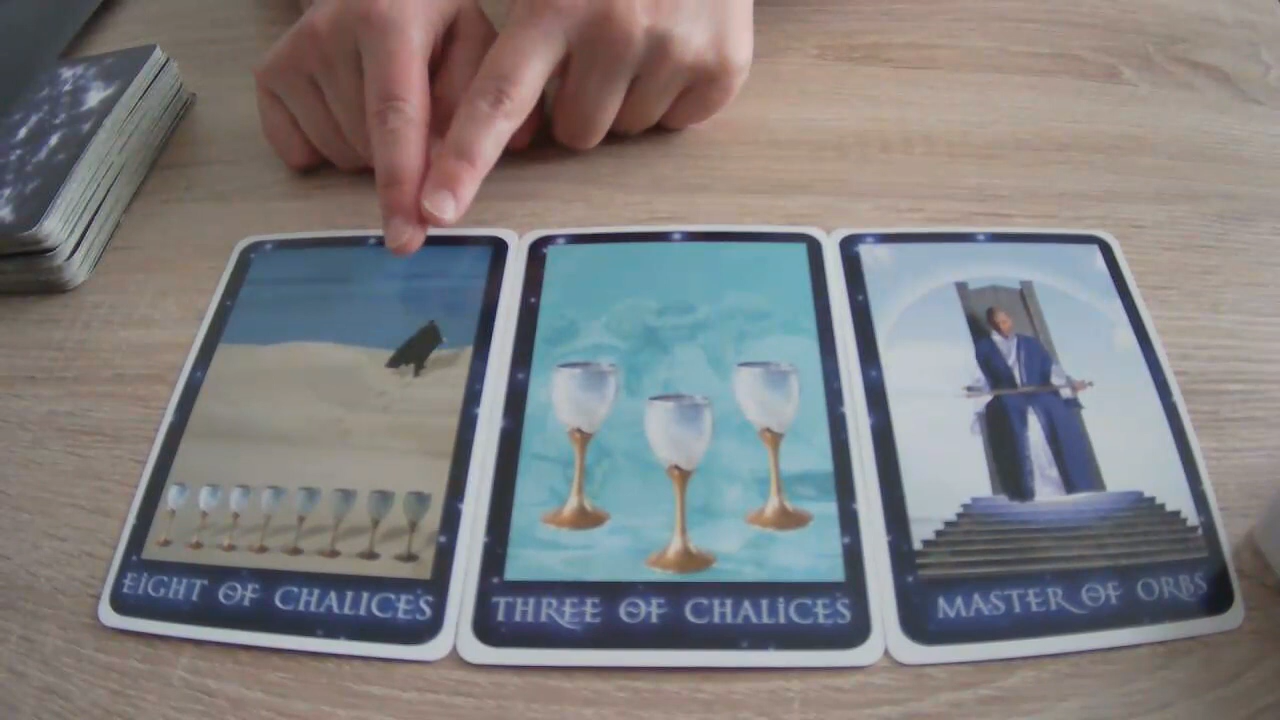 EIGHT OF CHALICES
THREE OF CHALICES
MASTER OF ORBS